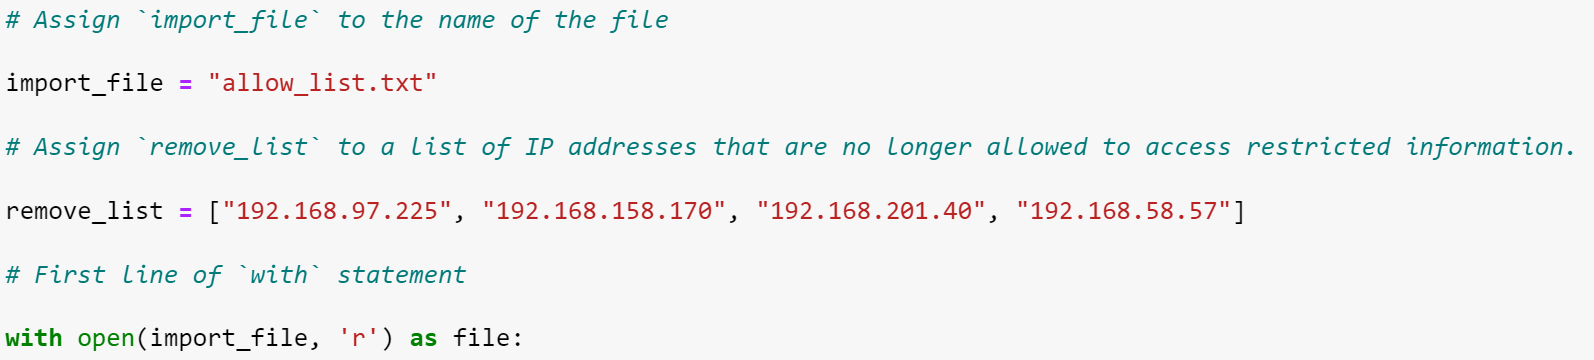 # Assign `import_file` to the name of the file
import_file = "allow_list.txt"
# Assign `remove_list` to a list of IP addresses that are no longer allowed to access restricted information.
remove_list = ["192.168.97.225", "192.168.158.170", "192.168.201.40", "192.168.58.57"]
# First line of `with` statement
with open(import_file, 'r') as file: